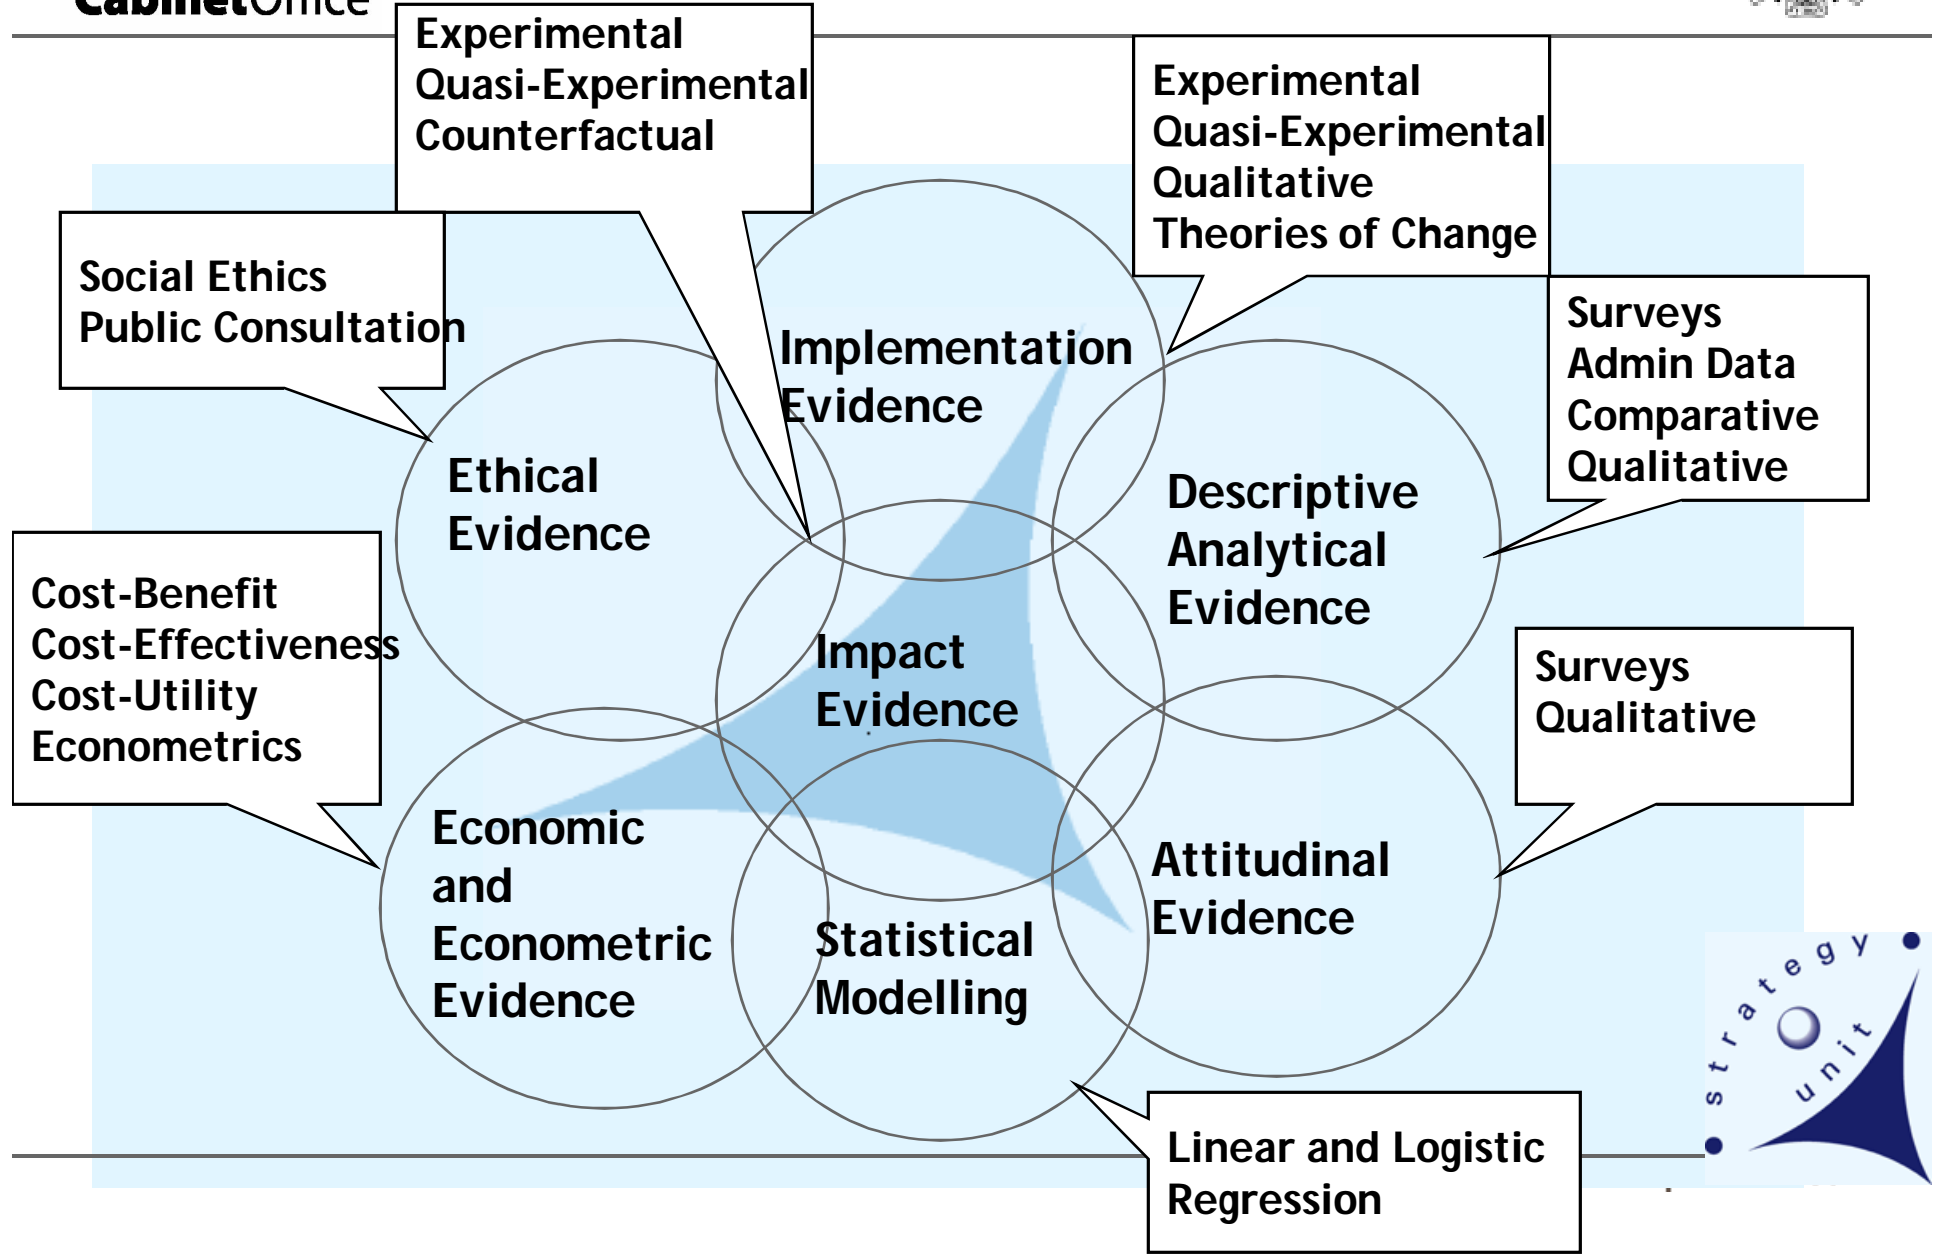 CabinetOffice
Experimental
Quasi-Experimental
Counterfactual
Experimental
Quasi-Experimental
Qualitative
Theories of Change
Social Ethics
Public Consultation
Surveys
Admin Data
Comparative
Qualitative
Implementation
Evidence
Ethical
Evidence
Descriptive
Analytical
Evidence
Cost-Benefit
Cost-Effectiveness
Cost-Utility
Econometrics
Impact
Evidence
Surveys
Qualitative
Economic
and
Econometric
Evidence
Attitudinal
Evidence
Statistical
Modelling
strategy
unit
Linear and Logistic
Regression